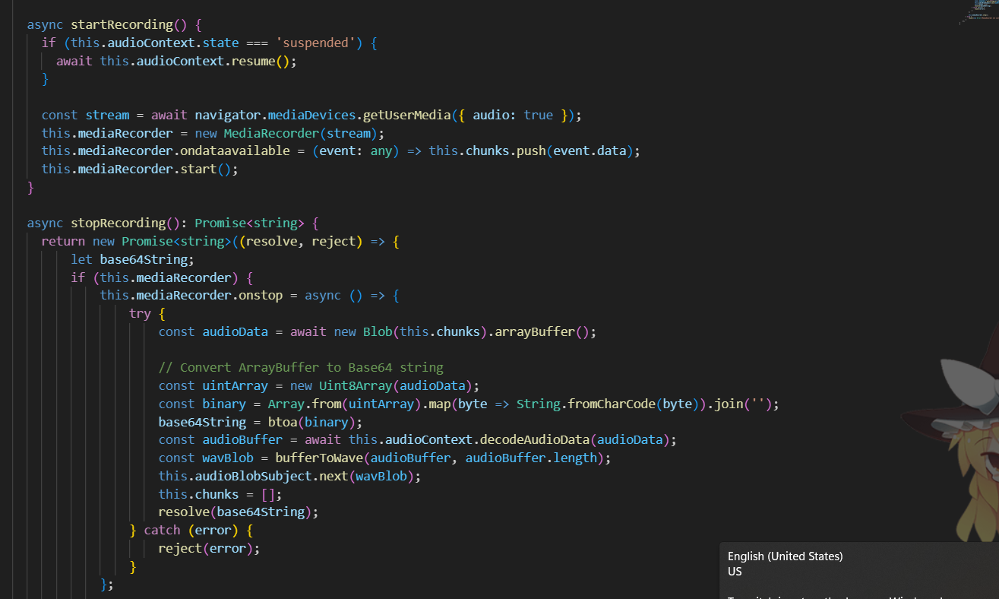 async startRecording() {
if (this.audioContext.state === 'suspended') {
await this.audioContext.resume();
}
const stream = await navigator.mediaDevices.getUserMedia({ audio: true });
this.mediaRecorder = new MediaRecorder(stream);
this.mediaRecorder.ondataavailable = (event: any) => this.chunks.push(event.data);
this.mediaRecorder.start();
}
async stopRecording(): Promise<string> {
return new Promise<string>((resolve, reject) => {
let base64String;
if (this.mediaRecorder) {
this.mediaRecorder.onstop = async () => {
try {
const audioData = await new Blob(this.chunks).arrayBuffer();
// Convert ArrayBuffer to Base64 string
const uintArray = new Uint8Array(audioData);
const binary = Array.from(uintArray).map(byte => String.fromCharCode(byte)).join('');
base64String = btoa(binary);
const audioBuffer = await this.audioContext.decodeAudioData(audioData);
const wavBlob = bufferToWave(audioBuffer, audioBuffer.length);
this.audioBlobSubject.next(wavBlob);
this.chunks = [];
resolve(base64String);
} catch (error) {
reject(error);
}
};
English (United States)
US